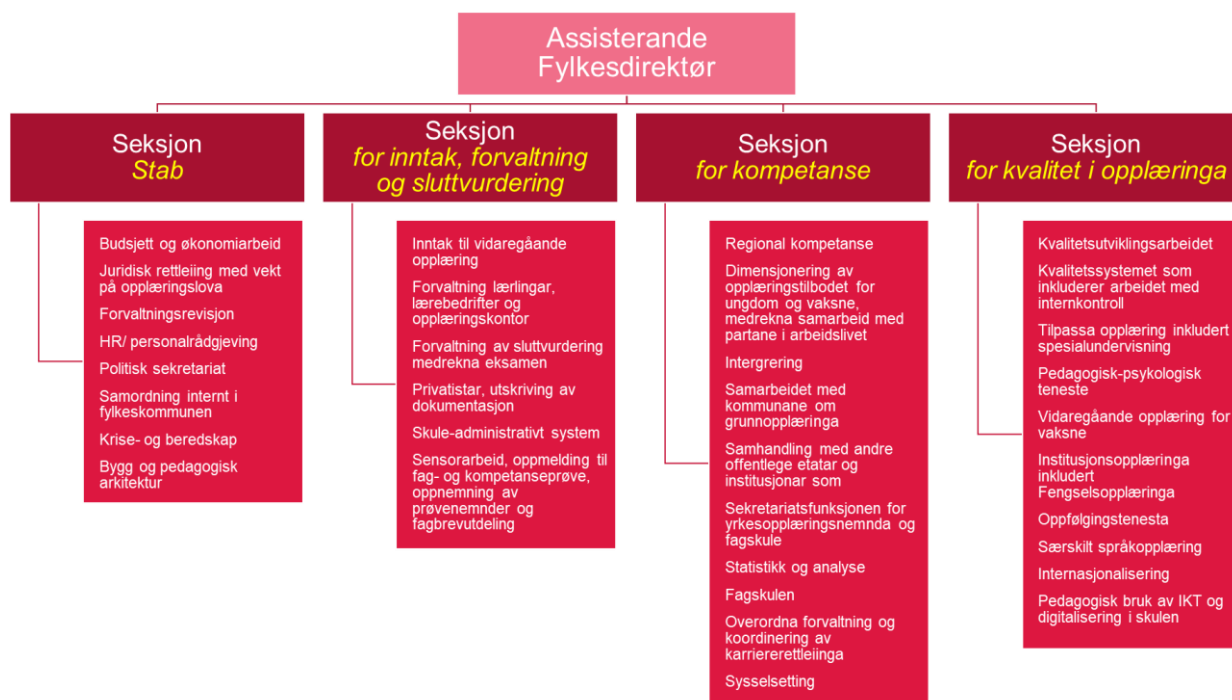 Assisterande
Fylkesdirektør
Seksjon
Stab
Budsjett og økonomiarbeid
Juridisk rettleiing med vekt
på opplæringslova
Forvaltningsrevisjon
HR/ personalrådgjeving
Politisk sekretariat
Samordning internt i
fylkeskommunen
Krise- og beredskap
Bygg og pedagogisk
arkitektur
Seksjon
for inntak, forvaltning
og sluttvurdering
Inntak til vidaregåande
opplæring
Forvaltning lærlingar,
lærebedrifter og
opplæringskontor
Forvaltning av sluttvurdering
medrekna eksamen
Privatistar, utskriving av
dokumentasjon
Skule-administrativt system
Sensorarbeid, oppmelding til
fag- og kompetanseprøve,
oppnemning av
prøvenemnder og
fagbrevutdeling
Seksjon
for kompetanse
Regional kompetanse
Dimensjonering av
opplæringstilbodet for
ungdom og vaksne,
medrekna samarbeid med
partane i arbeidslivet
Intergrering
Samarbeidet med
kommunane om
grunnopplæringa
Samhandling med andre
offentlege etatar og
institusjonar som
Sekretariatsfunksjonen for
yrkesopplæringsnemnda og
fagskule
Statistikk og analyse
Fagskulen
Overordna forvaltning og
koordinering av
karriererettleiinga
Sysselsetting
Seksjon
for kvalitet i opplæringa
Kvalitetsutviklingsarbeidet
Kvalitetssystemet som
inkluderer arbeidet med
internkontroll
Tilpassa opplæring inkludert
spesialundervisning
Pedagogisk-psykologisk
teneste
Vidaregåande opplæring for
vaksne
Institusjonsopplæringa
inkludert
Fengselsopplæringa
Oppfølgingstenesta
Særskilt språkopplæring
Internasjonalisering
Pedagogisk bruk av IKT og
digitalisering i skulen